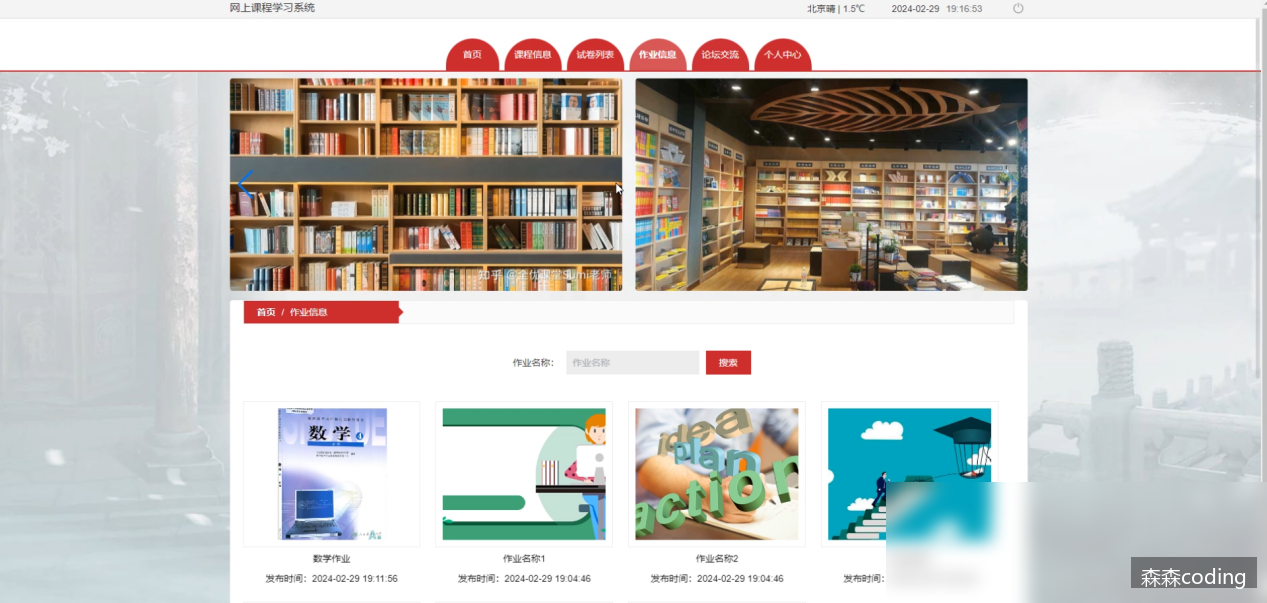 网上课程学习系统
北京晴 | 1.5℃ 2024-02-29 19:16:53
首页 课程信息 试卷列表 作业信息 论坛交流 个人中心
知乎 @全优课堂Sumi老师
首页 / 作业信息
作业名称: 作业名称 搜索
数学 4
idea
plan
action
数学作业 作业名称1 作业名称2
发布时间: 2024-02-29 19:11:56 发布时间: 2024-02-29 19:04:46 发布时间: 2024-02-29 19:04:46 发布时间:
森森coding